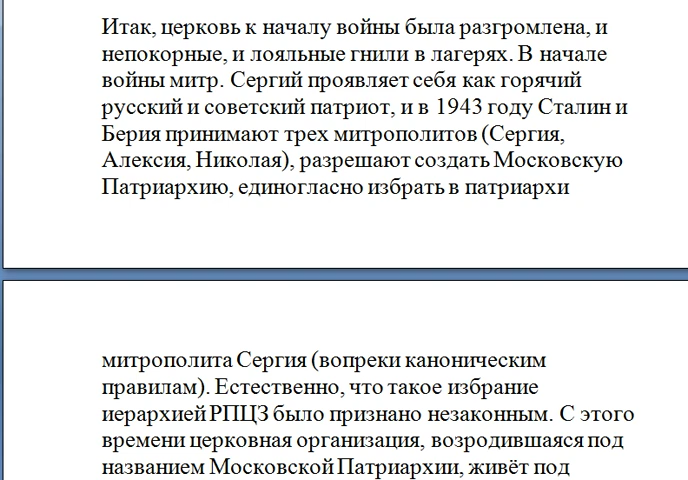 Итак, церковь к началу войны была разгромлена, и
непокорные, и лояльные гнили в лагерях. В начале
войны митр. Сергий проявляет себя как горячий
русский и советский патриот, и в 1943 году Сталин и
Берия принимают трех митрополитов (Сергия,
Алексия, Николая), разрешают создать Московскую
Патриархию, единогласно избрать в патриархи
митрополита Сергия (вопреки каноническим
правилам). Естественно, что такое избрание
иерархией РПЦЗ было признано незаконным. С этого
времени церковная организация, возродившаяся под
названием Московской Патриархии, живёт под